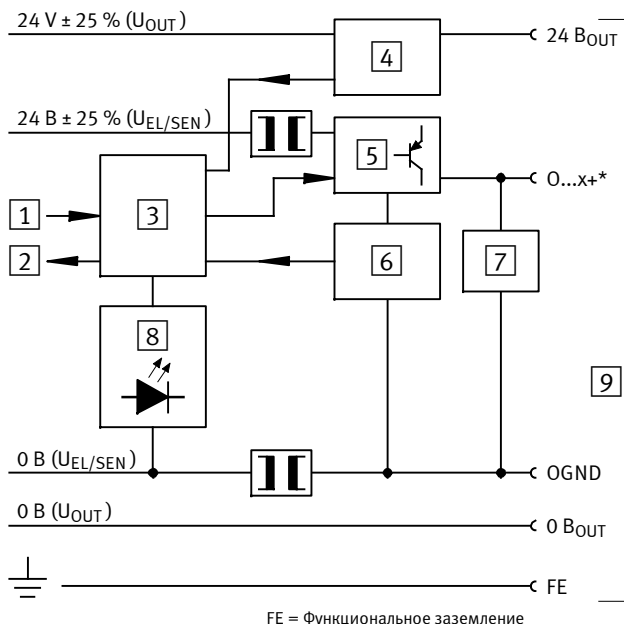 24 V ± 25 % (UOUT)
24 BOUT
4
24 В ± 25 % (UEL/SEN)
5
O...x+*
1
3
2
6
7
8
9
0 В (UEL/SEN)
OGND
0 В (UOUT)
0 BOUT
FE
FE = Функциональное заземление